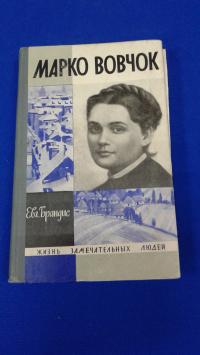 МАРКО ВОВЧОК
Евг. Брандис
ЖИЗНЬ ЗАМЕЧАТЕЛЬНЫХ ЛЮДЕЙ